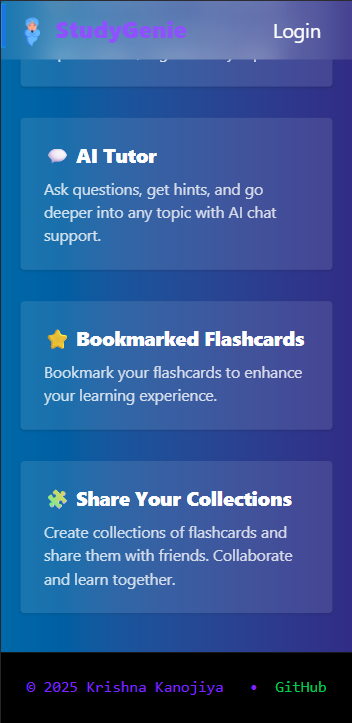 StudyGenie
Login
💬 AI Tutor
Ask questions, get hints, and go
deeper into any topic with AI chat
support.
⭐ Bookmarked Flashcards
Bookmark your flashcards to enhance
your learning experience.
🧩 Share Your Collections
Create collections of flashcards and
share them with friends. Collaborate
and learn together.
© 2025 Krishna Kanojiya • GitHub